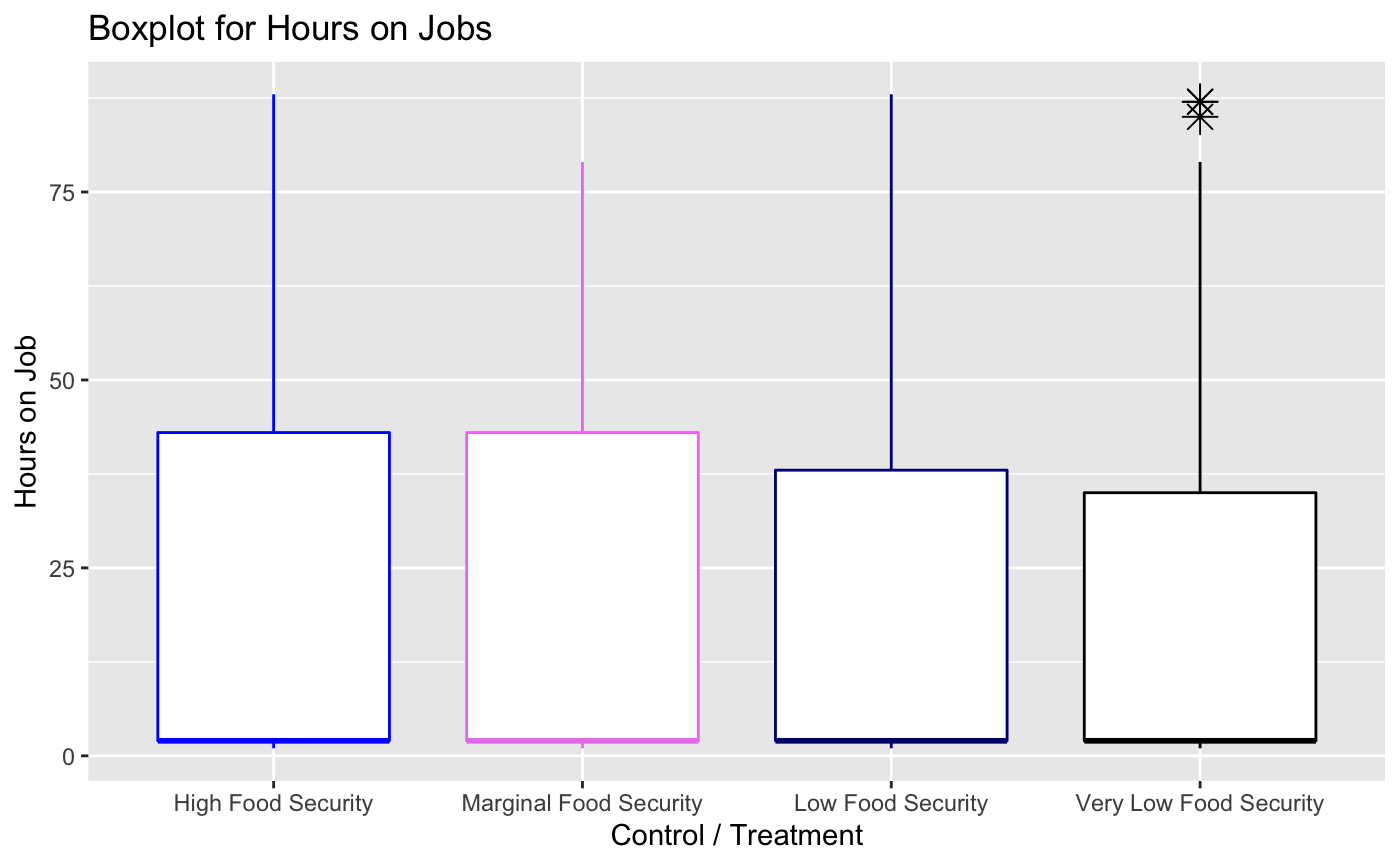 Boxplot for Hours on Jobs
Hours on Job
75
50
25
0
High Food Security
Marginal Food Security
Low Food Security
Very Low Food Security
Control / Treatment